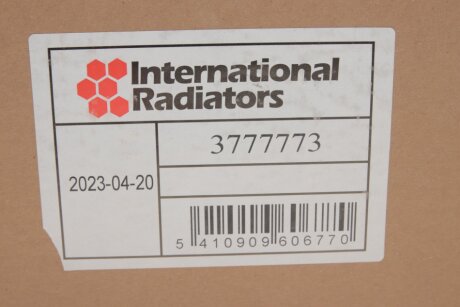 International
Radiators
3777773
2023-04-20
5 410909 606770